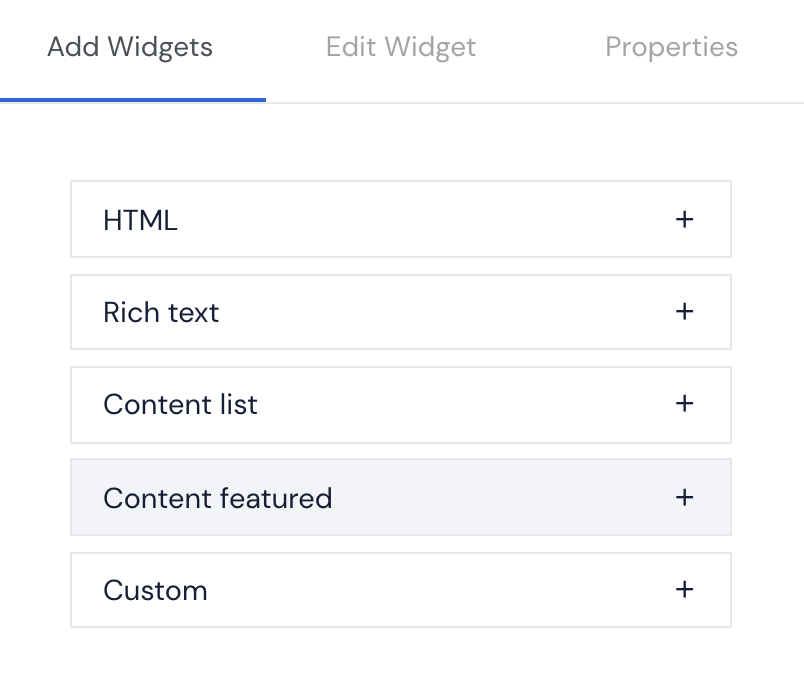 Add Widgets Edit Widget Properties
HTML +
Rich text +
Content list +
Content featured +
Custom +